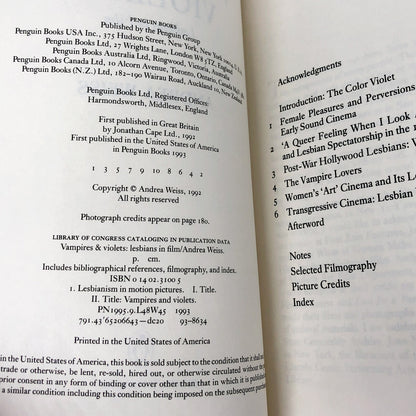 PENGUIN BOOKS
Published by the Penguin Group
Penguin Books USA Inc., 375 Hudson Street, New York, New York
Penguin Books Ltd, 27 Wrights Lane, London W8 5TZ, England
Penguin Books Australia Ltd, Ringwood, Victoria, Australia
Penguin Books Canada Ltd, 10 Alcorn Avenue, Toronto, Ontario, Canada
Penguin Books (N.Z.) Ltd, 182–190 Wairau Road, Auckland 10, New Zealand
Penguin Books Ltd, Registered Offices:
Harmondsworth, Middlesex, England
First published in Great Britain
by Jonathan Cape Ltd., 1992
First published in the United States of America
in Penguin Books 1993
1 3 5 7 9 10 8 6 4 2
Copyright © Andrea Weiss, 1992
All rights reserved
Photograph credits appear on page 180.
LIBRARY OF CONGRESS CATALOGING IN PUBLICATION DATA
Vampires & violets: lesbians in film/Andrea Weiss.
p. cm.
Includes bibliographical references, filmography, and index.
ISBN 0 14 02.3100 5
1. Lesbianism in motion pictures. I. Title.
II. Title: Vampires and violets.
PN1995.9.L48W45 1993
791.43'65206643—dc20 93–8634
Printed in the United States of America
in the United States of America, this book is sold subject to the condition that it shall
trade or otherwise, be lent, re-sold, hired out, or otherwise circulated without the
prior consent in any form of binding or cover other than that in which it is published
a similar condition including this condition being imposed on the subsequent
Acknowledgments
Introduction: The Color Violet
1 Female Pleasures and Perversions
Early Sound Cinema
2 'A Queer Feeling When I Look
and Lesbian Spectatorship in the
3 Post-War Hollywood Lesbians:
4 The Vampire Lovers
5 Women's 'Art' Cinema and Its
6 Transgressive Cinema: Lesbian
Afterword
Notes
Selected Filmography
Picture Credits
Index